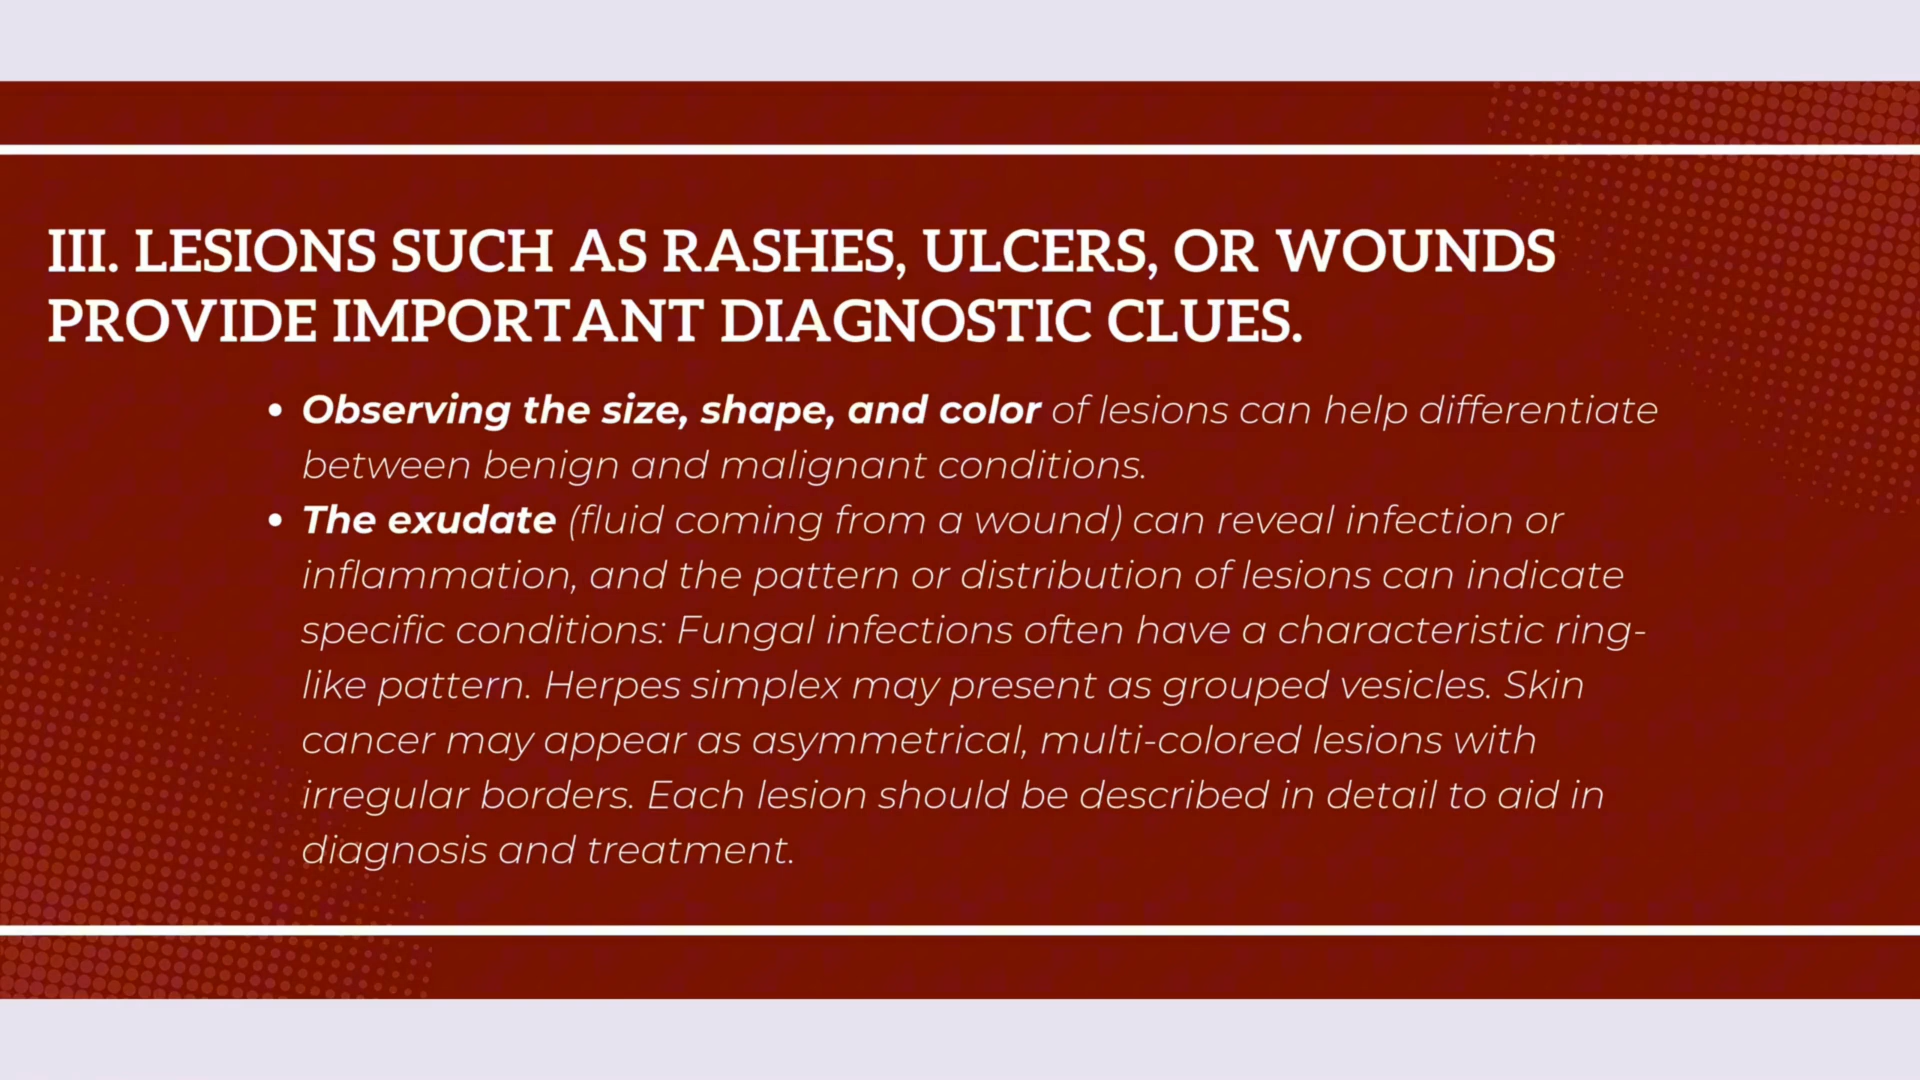 III. LESIONS SUCH AS RASHES, ULCERS, OR WOUNDS
PROVIDE IMPORTANT DIAGNOSTIC CLUES.
• Observing the size, shape, and color of lesions can help differentiate
between benign and malignant conditions.
• The exudate (fluid coming from a wound) can reveal infection or
inflammation, and the pattern or distribution of lesions can indicate
specific conditions: Fungal infections often have a characteristic ring-
like pattern. Herpes simplex may present as grouped vesicles. Skin
cancer may appear as asymmetrical, multi-colored lesions with
irregular borders. Each lesion should be described in detail to aid in
diagnosis and treatment.